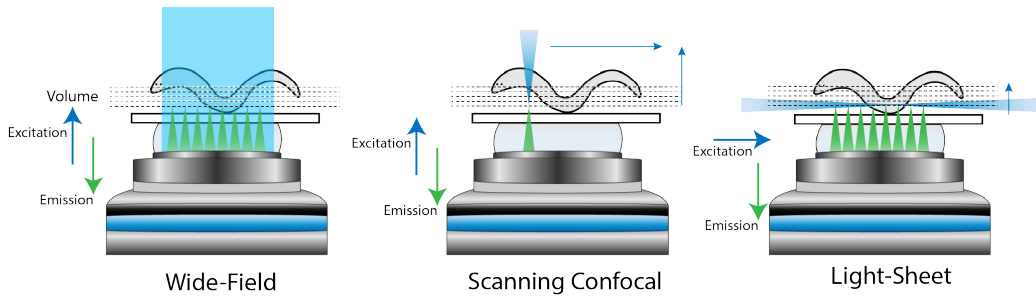 Volume
Excitation
Emission
Wide-Field
Excitation
Emission
Scanning Confocal
Excitation
Emission
Light-Sheet